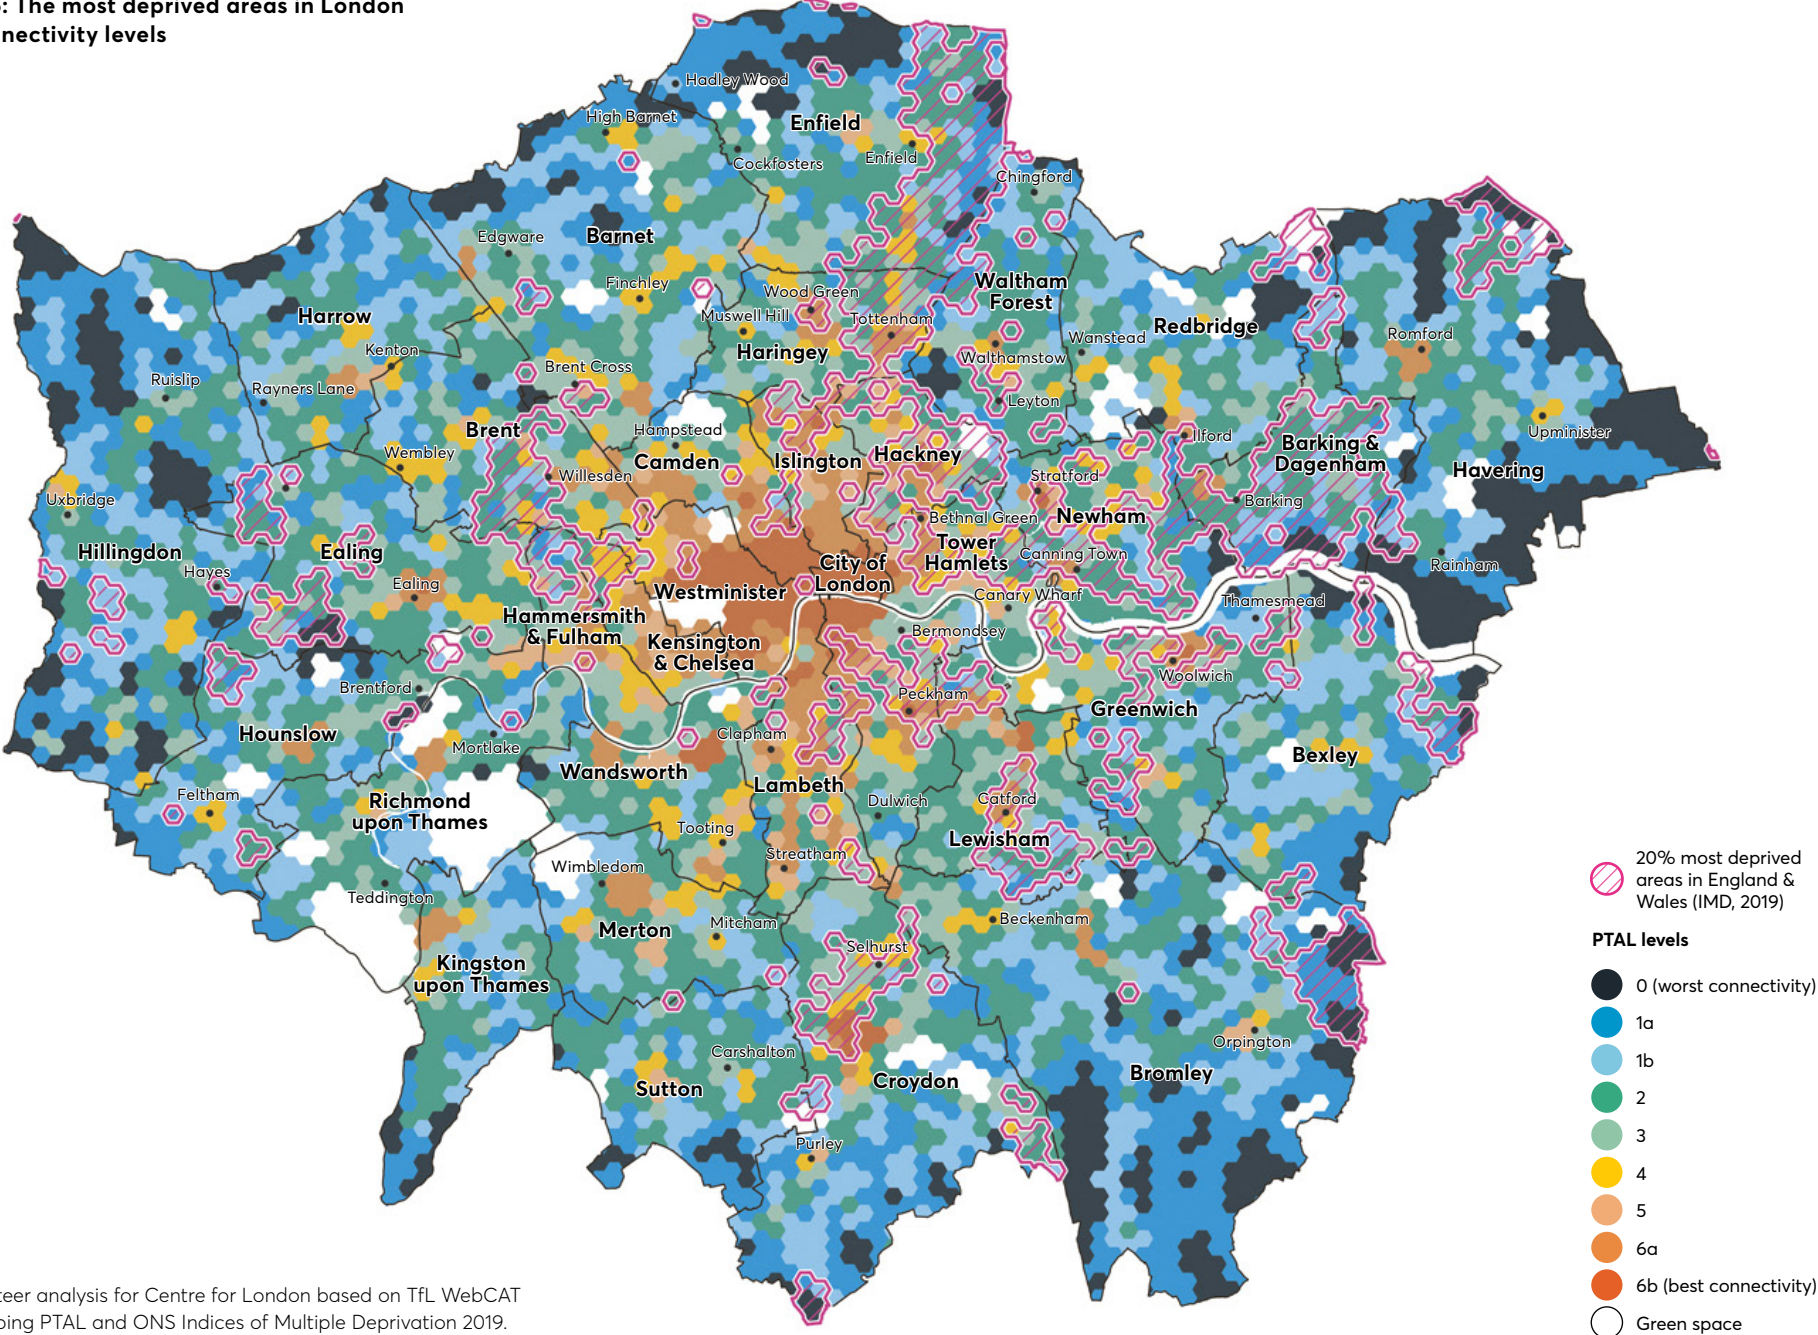 : The most deprived areas in London
nectivity levels
Hadley Wood
High Barnet
Enfield
Cockfosters
Enfield
Chingford
Edgware
Barnet
Finchley
Wood Green
Waltham
Forest
Harrow
Muswell Hill
Tottenham
Redbridge
Kenton
Haringey
Walthamstow
Wanstead
Romford
Ruislip
Rayners Lane
Brent Cross
Leyton
Brent
Hampstead
Ilford
Upminister
Wembley
Camden
Islington
Hackney
Barking &
Dagenham
Havering
Willesden
Stratford
Uxbridge
Bethnal Green
Newham
Barking
Hillingdon
Ealing
Tower
Hamlets
Canning Town
Hayes
City of
London
Rainham
Ealing
Westminister
Canary Wharf
Thamesmead
Hammersmith
& Fulham
Kensington
& Chelsea
Bermondsey
Brentford
Peckham
Woolwich
Greenwich
Hounslow
Mortlake
Clapham
Bexley
Wandsworth
Lambeth
Feltham
Richmond
upon Thames
Dulwich
Catford
Tooting
Lewisham
Streatham
Wimbledom
Teddington
Mitcham
Beckenham
Merton
Selhurst
Kingston
upon Thames
Orpington
Carshalton
Sutton
Croydon
Bromley
Purley
20% most deprived
areas in England &
Wales (IMD, 2019)
PTAL levels
0 (worst connectivity)
1a
1b
2
3
4
5
6a
6b (best connectivity)
Green space
teer analysis for Centre for London based on TfL WebCAT
ping PTAL and ONS Indices of Multiple Deprivation 2019.